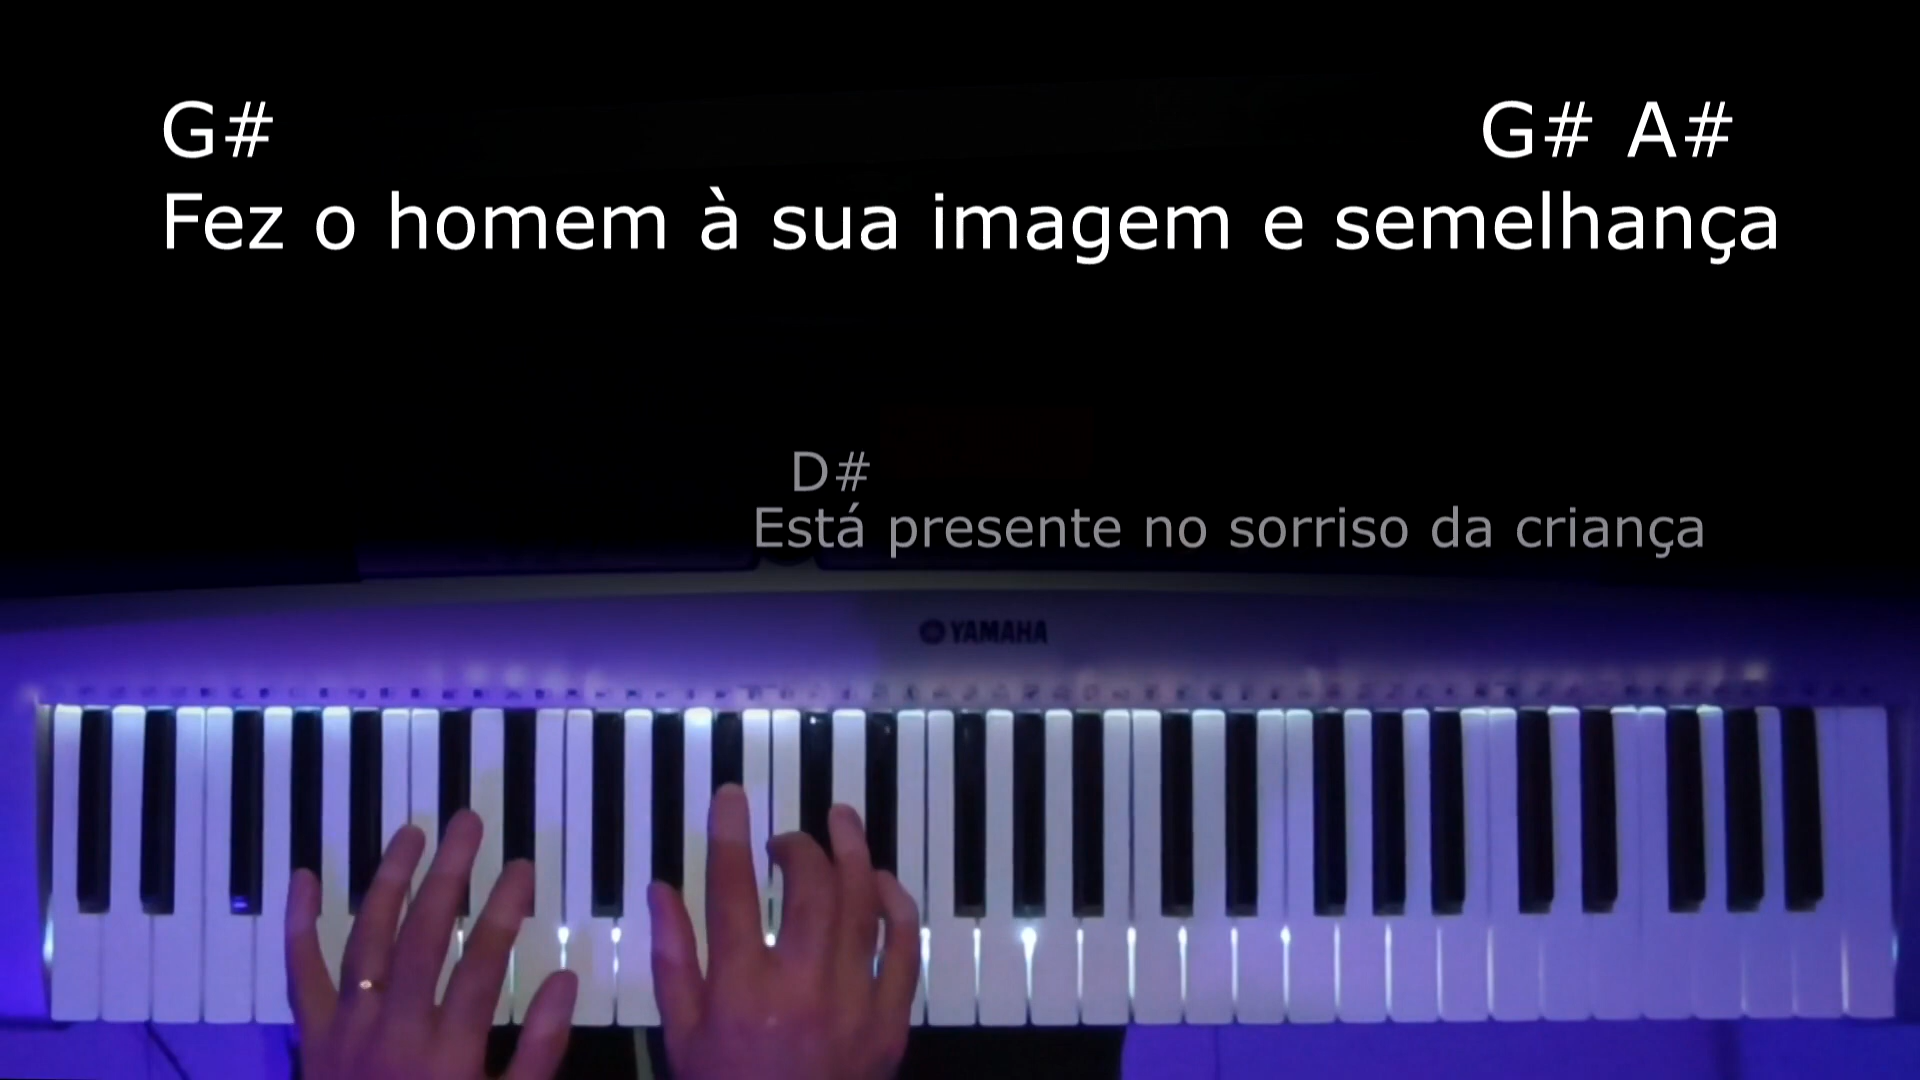 G# G# A#
Fez o homem à sua imagem e semelhança
D#
Está presente no sorriso da criança
YAMAHA